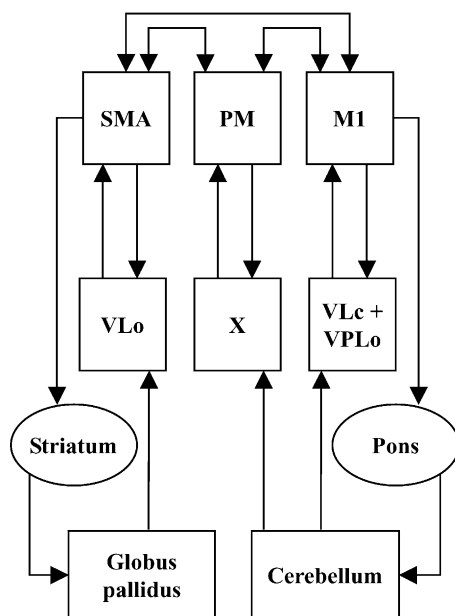 SMA
PM
M1
VLo
X
VLc +
VPLo
Striatum
Pons
Globus
pallidus
Cerebellum